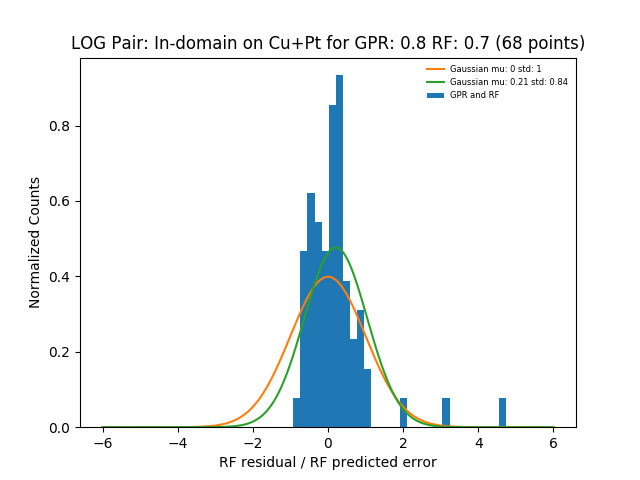 LOG Pair: In-domain on Cu+Pt for GPR: 0.8 RF: 0.7 (68 points)
Gaussian mu: 0 std: 1
Gaussian mu: 0.21 std: 0.84
GPR and RF
Normalized Counts
0.8
0.6
0.4
0.2
0.0
−6 −4 −2 0 2 4 6
RF residual / RF predicted error